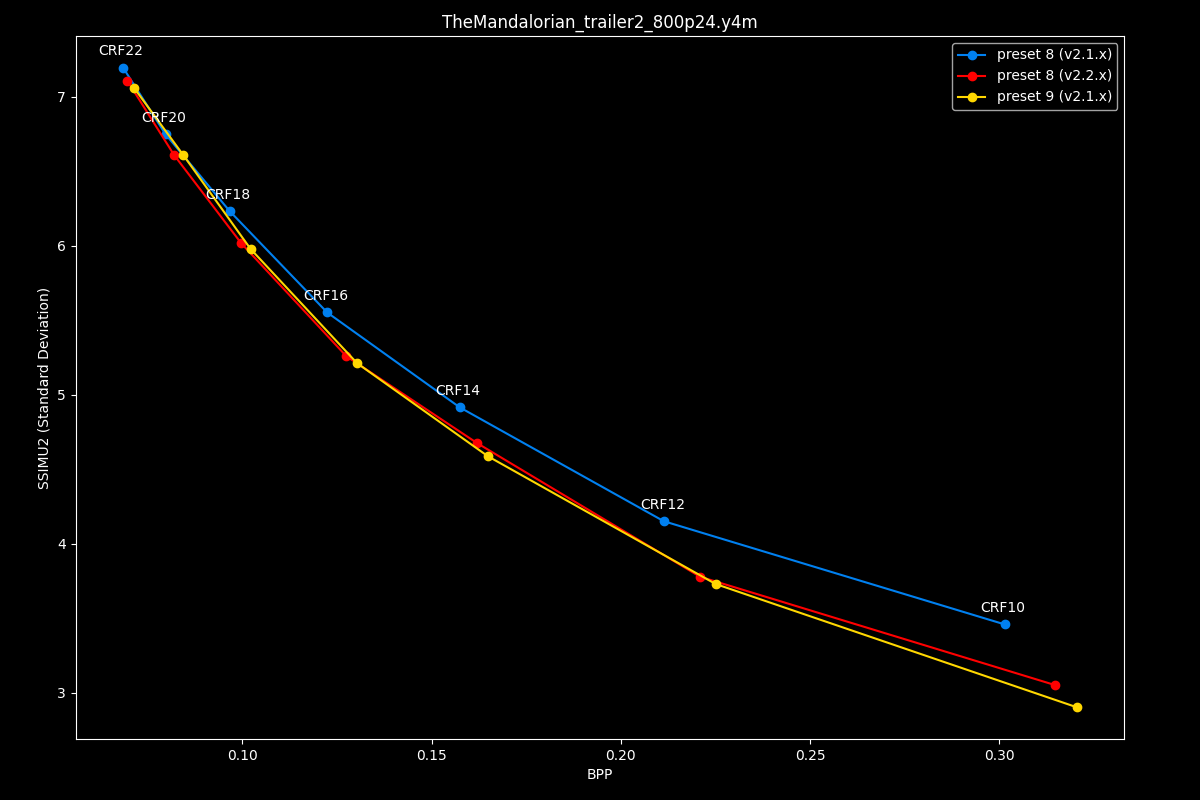 TheMandalorian_trailer2_800p24.y4m
preset 8 (v2.1.x)
preset 8 (v2.2.x)
preset 9 (v2.1.x)
CRF22
CRF20
CRF18
CRF16
CRF14
CRF12
CRF10
SSIMU2 (Standard Deviation)
7
6
5
4
3
0.10 0.15 0.20 0.25 0.30
BPP